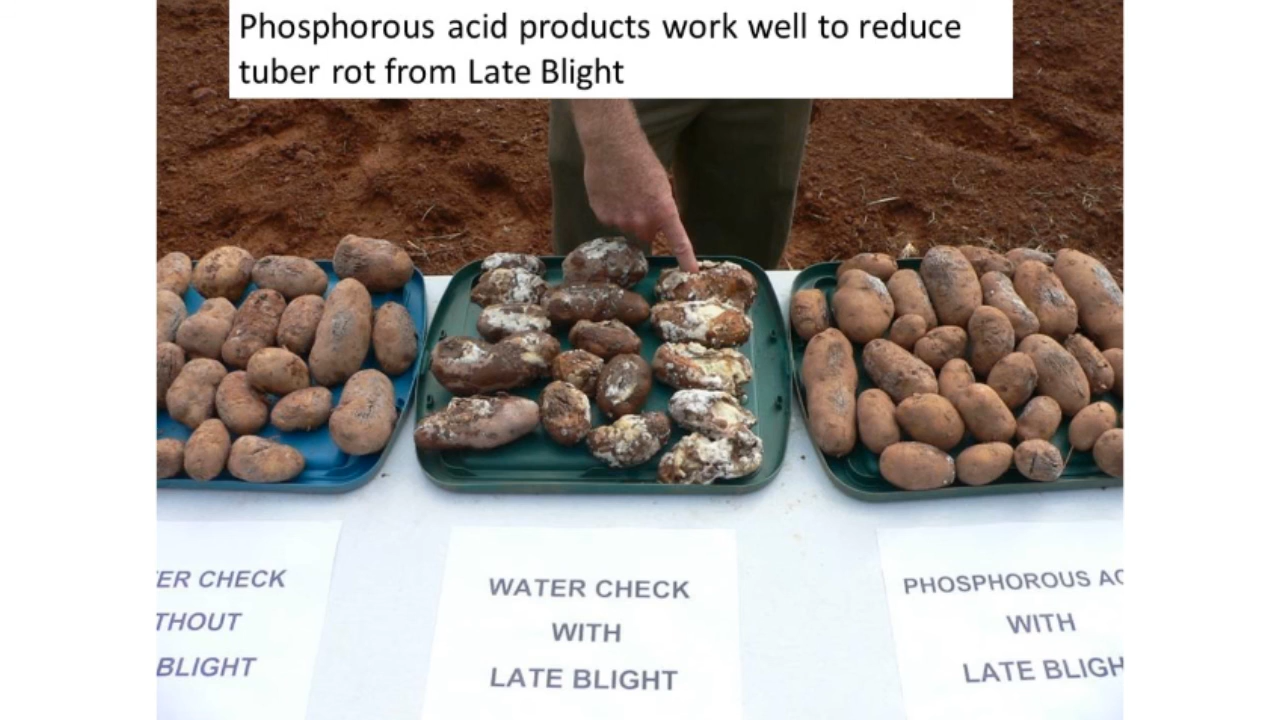 Phosphorous acid products work well to reduce
tuber rot from Late Blight
ER CHECK
THOUT
BLIGHT
WATER CHECK
WITH
LATE BLIGHT
PHOSPHOROUS AC
WITH
LATE BLIGH